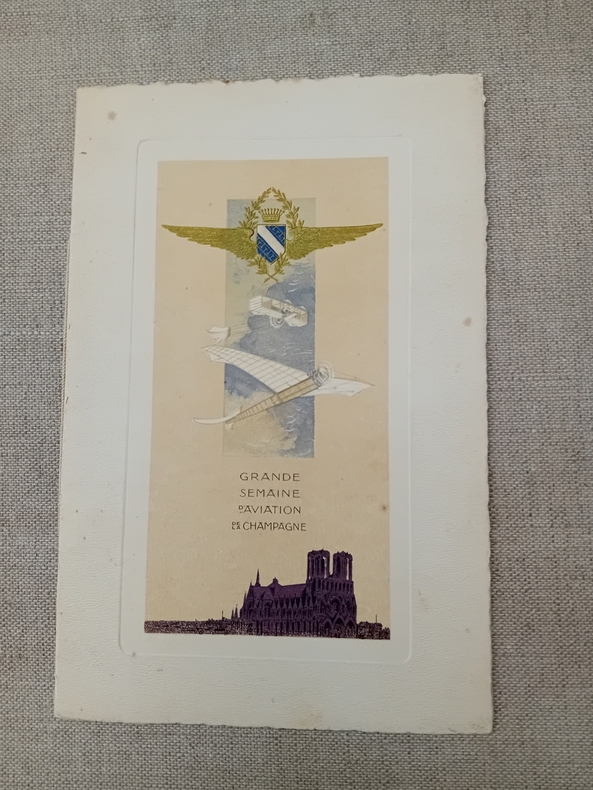 GRANDE
SEMAINE
D'AVIATION
DE LA CHAMPAGNE